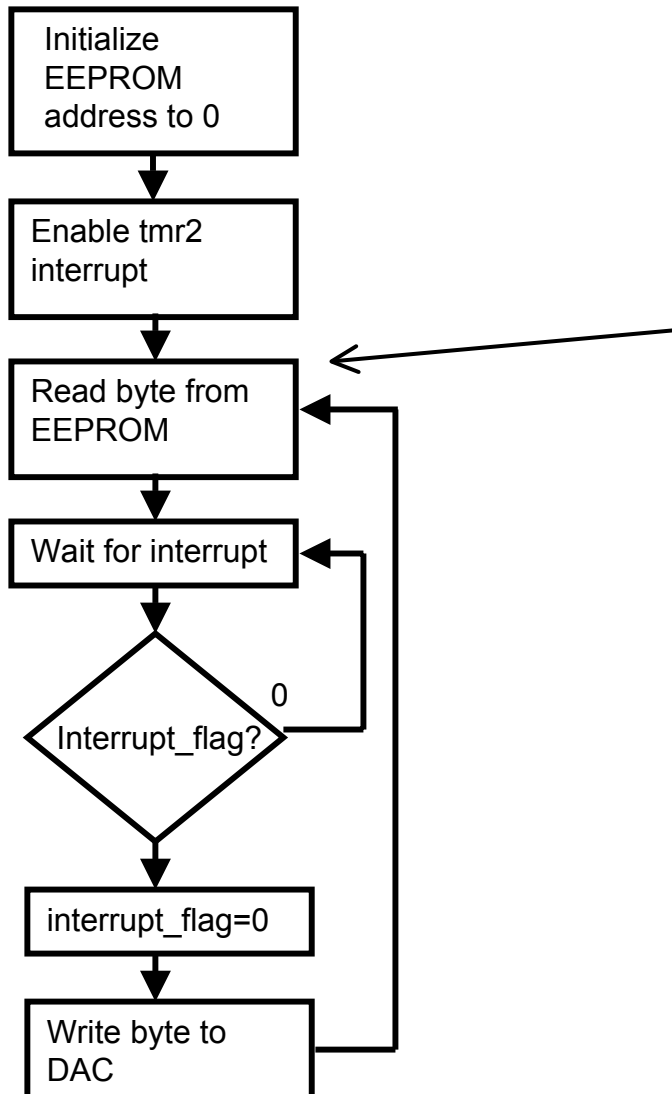 Initialize
EEPROM
address to 0
Enable tmr2
interrupt
Read byte from
EEPROM
Wait for interrupt
0
Interrupt_flag?
interrupt_flag=0
Write byte to
DAC